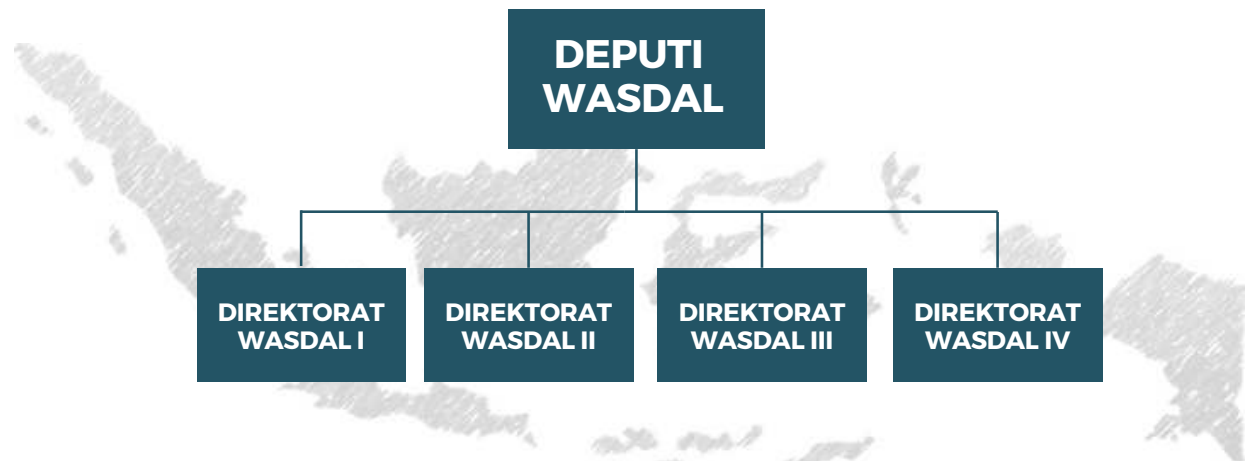 DEPUTI
WASDAL
DIREKTORAT
WASDAL I
DIREKTORAT
WASDAL II
DIREKTORAT
WASDAL III
DIREKTORAT
WASDAL IV